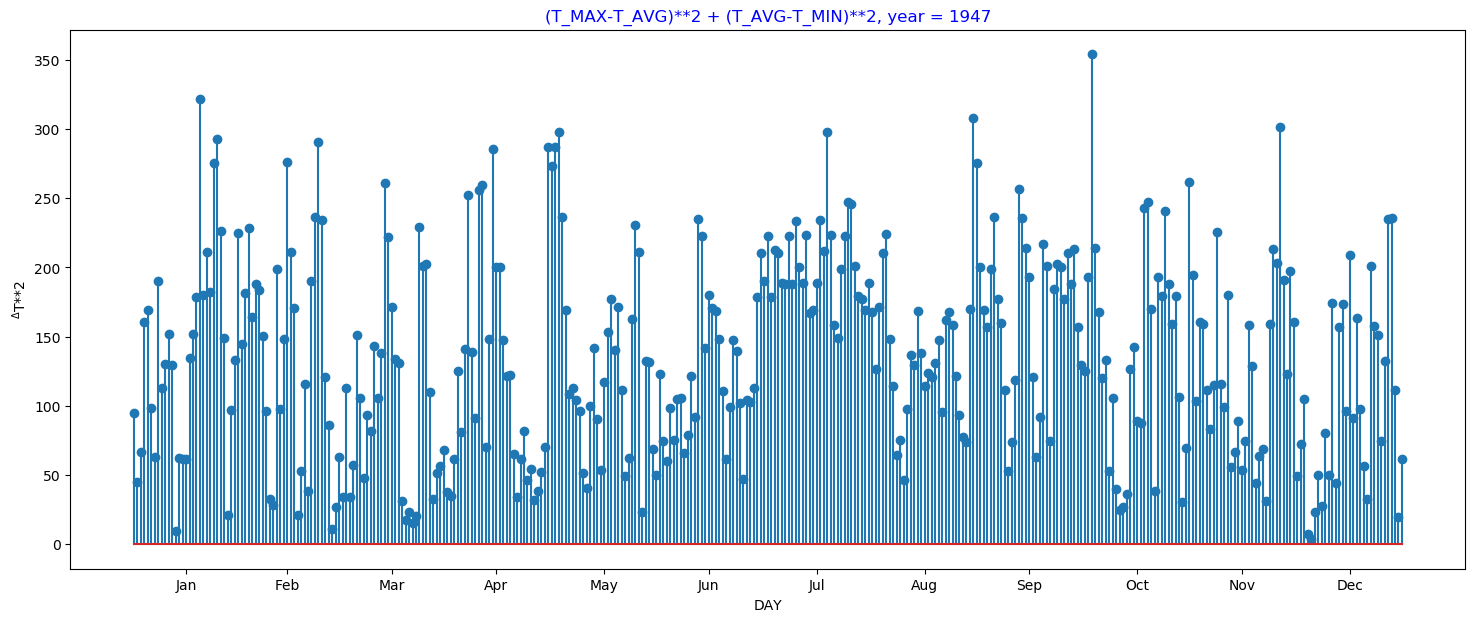 (T_MAX-T_AVG)**2 + (T_AVG-T_MIN)**2, year = 1947
350
300
250
200
150
100
50
0
ΔT**2
Jan Feb Mar Apr May Jun Jul Aug Sep Oct Nov Dec
DAY